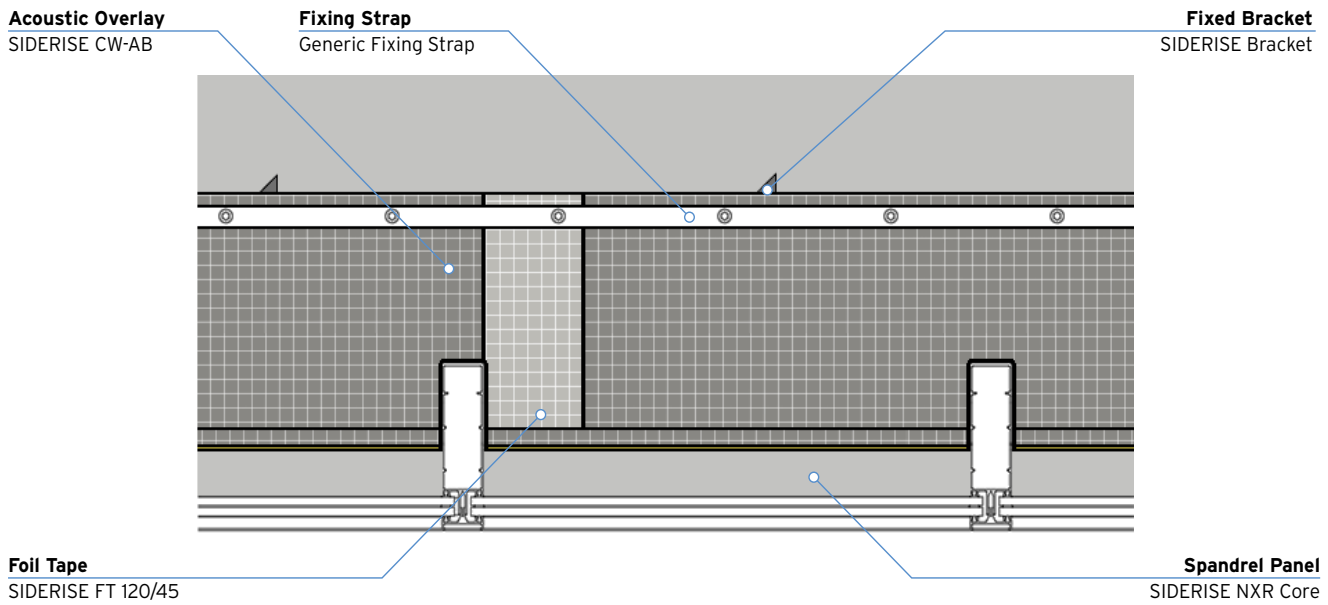 Acoustic Overlay
SIDERISE CW-AB
Fixing Strap
Generic Fixing Strap
Fixed Bracket
SIDERISE Bracket
Foil Tape
SIDERISE FT 120/45
Spandrel Panel
SIDERISE NXR Core